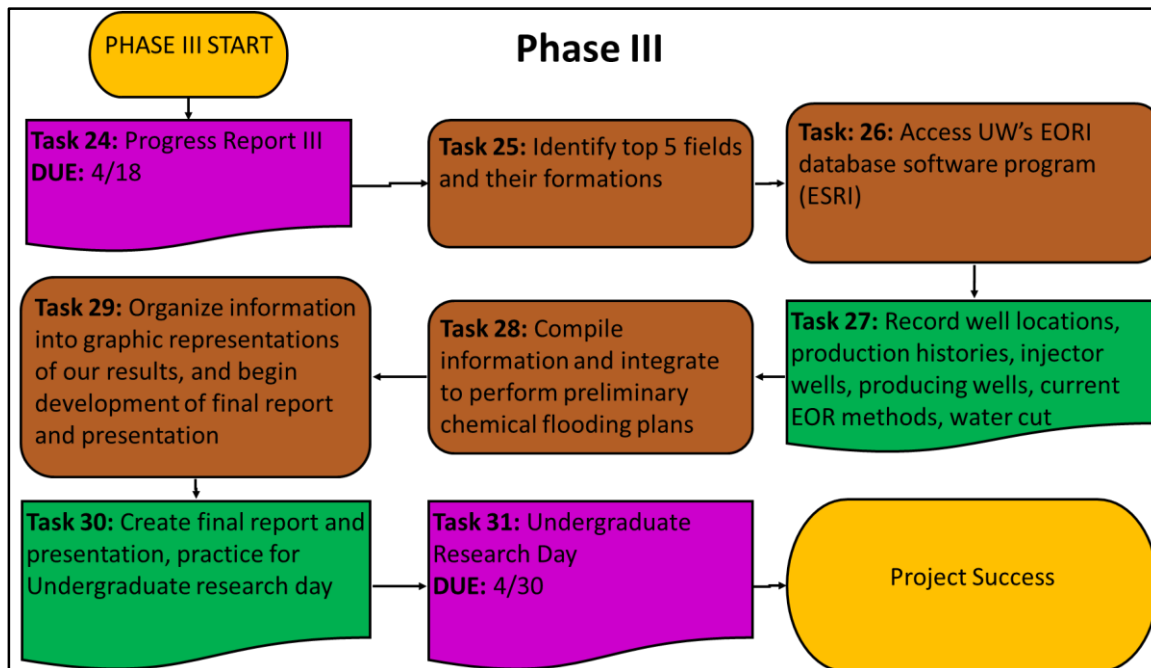 PHASE III START
Phase III
Task 24: Progress Report III
DUE: 4/18
Task 25: Identify top 5 fields
and their formations
Task: 26: Access UW's EORI
database software program
(ESRI)
Task 27: Record well locations,
production histories, injector
wells, producing wells, current
EOR methods, water cut
Task 28: Compile
information and integrate
to perform preliminary
chemical flooding plans
Task 29: Organize information
into graphic representations
of our results, and begin
development of final report
and presentation
Task 30: Create final report and
presentation, practice for
Undergraduate research day
Task 31: Undergraduate
Research Day
DUE: 4/30
Project Success